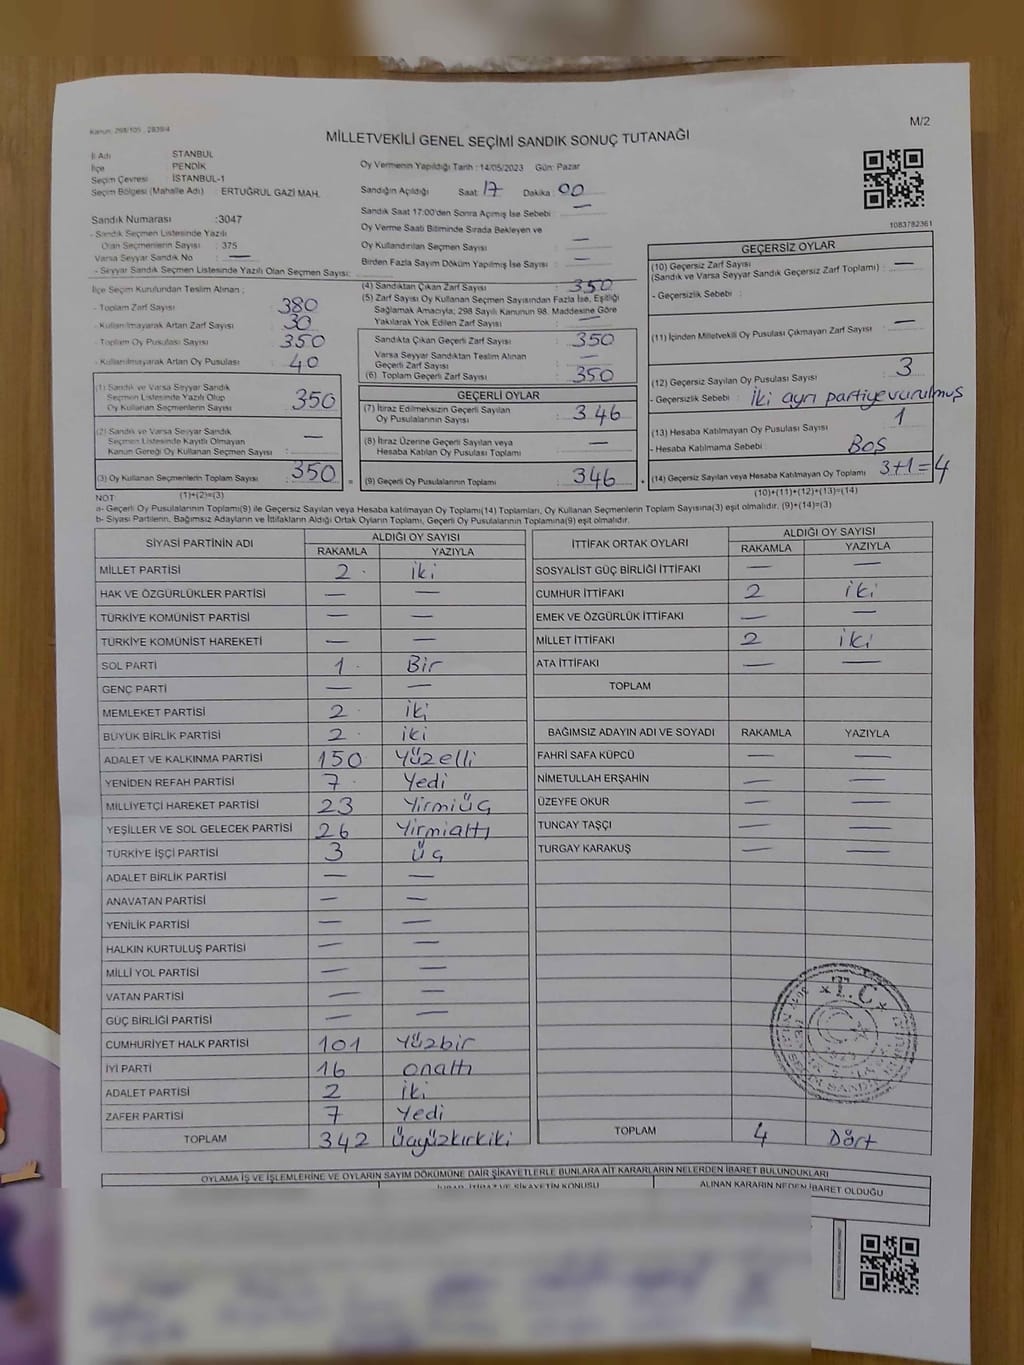 Kanun: 298/105 , 2839/4
M/2
MİLLETVEKİLİ GENEL SEÇİMİ SANDIK SONUÇ TUTANAĞI
İl Adı İSTANBUL
İlçe PENDİK
Seçim Çevresi İSTANBUL-1
Seçim Bölgesi (Mahalle Adı) ERTUĞRUL GAZİ MAH.
Sandık Numarası :3047
- Sandık Seçmen Listesinde Yazılı
Olan Seçmenlerin Sayısı : 375
Varsa Seyyar Sandık No —
- Seyyar Sandık Seçmen Listesinde Yazılı Olan Seçmen Sayısı:
Oy Vermenin Yapıldığı Tarih : 14/05/2023 Gün: Pazar
Sandığın Açıldığı Saat: 17 Dakika: 00
Sandık Saat 17:00'den Sonra Açılmış İse Sebebi : —
Oy Verme Saati Bitiminde Sırada Bekleyen ve
Oy Kullandırılan Seçmen Sayısı : —
Birden Fazla Sayım Döküm Yapılmış İse Sayısı : —
1083782361
İlçe Seçim Kurulundan Teslim Alınan ;
- Toplam Zarf Sayısı 380
- Kullanılmayarak Artan Zarf Sayısı 30
- Toplam Oy Pusulası Sayısı 350
- Kullanılmayarak Artan Oy Pusulası 40
(1) Sandık ve Varsa Seyyar Sandık
Seçmen Listesinde Yazılı Olup
Oy Kullanan Seçmenlerin Sayısı 350
(2) Sandık ve Varsa Seyyar Sandık
Seçmen Listesinde Kayıtlı Olmayan
Kanun Gereği Oy Kullanan Seçmen Sayısı : —
(3) Oy Kullanan Seçmenlerin Toplam Sayısı : 350
(4) Sandıktan Çıkan Zarf Sayısı : 350
(5) Zarf Sayısı Oy Kullanan Seçmen Sayısından Fazla İse, Eşitliği
Sağlamak Amacıyla; 298 Sayılı Kanunun 98. Maddesine Göre
Yakılarak Yok Edilen Zarf Sayısı : —
Sandıkta Çıkan Geçerli Zarf Sayısı : 350
Varsa Seyyar Sandıktan Teslim Alınan
Geçerli Zarf Sayısı : —
(6) Toplam Geçerli Zarf Sayısı : 350
GEÇERLİ OYLAR
(7) İtiraz Edilmeksizin Geçerli Sayılan
Oy Pusulalarının Sayısı : 346
(8) İtiraz Üzerine Geçerli Sayılan veya
Hesaba Katılan Oy Pusulası Toplamı : —
= (9) Geçerli Oy Pusulalarının Toplamı : 346
GEÇERSİZ OYLAR
(10) Geçersiz Zarf Sayısı
(Sandık ve Varsa Seyyar Sandık Geçersiz Zarf Toplamı) : —
- Geçersizlik Sebebi :
(11) İçinden Milletvekili Oy Pusulası Çıkmayan Zarf Sayısı : —
(12) Geçersiz Sayılan Oy Pusulası Sayısı : 3
- Geçersizlik Sebebi : İki ayrı partiye vurulmuş
(13) Hesaba Katılmayan Oy Pusulası Sayısı : 1
- Hesaba Katılmama Sebebi : Boş
(14) Geçersiz Sayılan veya Hesaba Katılmayan Oy Toplamı 3+1=4
NOT: (1)+(2)=(3)
(10)+(11)+(12)+(13)=(14)
a- Geçerli Oy Pusulalarının Toplamı(9) ile Geçersiz Sayılan veya Hesaba Katılmayan Oy Toplamı(14) Toplamları, Oy Kullanan Seçmenlerin Toplam Sayısına(3) eşit olmalıdır. (9)+(14)=(3)
b- Siyasi Partilerin, Bağımsız Adayların ve İttifakların Aldığı Ortak Oyların Toplamı, Geçerli Oy Pusulalarının Toplamına(9) eşit olmalıdır.
SİYASİ PARTİNİN ADI ALDIĞI OY SAYISI
RAKAMLA YAZIYLA
MİLLET PARTİSİ 2 iki
HAK VE ÖZGÜRLÜKLER PARTİSİ — —
TÜRKİYE KOMÜNİST PARTİSİ — —
TÜRKİYE KOMÜNİST HAREKETİ — —
SOL PARTİ 1 Bir
GENÇ PARTİ — —
MEMLEKET PARTİSİ 2 iki
BÜYÜK BİRLİK PARTİSİ 2 iki
ADALET VE KALKINMA PARTİSİ 150 Yüzelli
YENİDEN REFAH PARTİSİ 7 Yedi
MİLLİYETÇİ HAREKET PARTİSİ 23 Yirmiüç
YEŞİLLER VE SOL GELECEK PARTİSİ 26 Yirmialtı
TÜRKİYE İŞÇİ PARTİSİ 3 Üç
ADALET BİRLİK PARTİSİ — —
ANAVATAN PARTİSİ — —
YENİLİK PARTİSİ — —
HALKIN KURTULUŞ PARTİSİ — —
MİLLİ YOL PARTİSİ — —
VATAN PARTİSİ — —
GÜÇ BİRLİĞİ PARTİSİ — —
CUMHURİYET HALK PARTİSİ 101 Yüzbir
İYİ PARTİ 16 onaltı
ADALET PARTİSİ 2 iki
ZAFER PARTİSİ 7 Yedi
TOPLAM 342 Üçyüzkırkiki
İTTİFAK ORTAK OYLARI ALDIĞI OY SAYISI
RAKAMLA YAZIYLA
SOSYALİST GÜÇ BİRLİĞİ İTTİFAKI — —
CUMHUR İTTİFAKI 2 iki
EMEK VE ÖZGÜRLÜK İTTİFAKI — —
MİLLET İTTİFAKI 2 iki
ATA İTTİFAKI — —
TOPLAM
BAĞIMSIZ ADAYIN ADI VE SOYADI RAKAMLA YAZIYLA
FAHRİ SAFA KÜPCÜ — —
NİMETULLAH ERŞAHİN — —
ÜZEYFE OKUR — —
TUNCAY TAŞÇI — —
TURGAY KARAKUŞ — —
T.C.
TOPLAM 4 Dört
OYLAMA İŞ VE İŞLEMLERİNE VE OYLARIN SAYIM DÖKÜMÜNE DAİR ŞİKAYETLERLE BUNLARA AİT KARARLARIN NELERDEN İBARET BULUNDUKLARI
İHBAR, İTİRAZ VE ŞİKAYETİN KONUSU ALINAN KARARIN NEDEN İBARET OLDUĞU